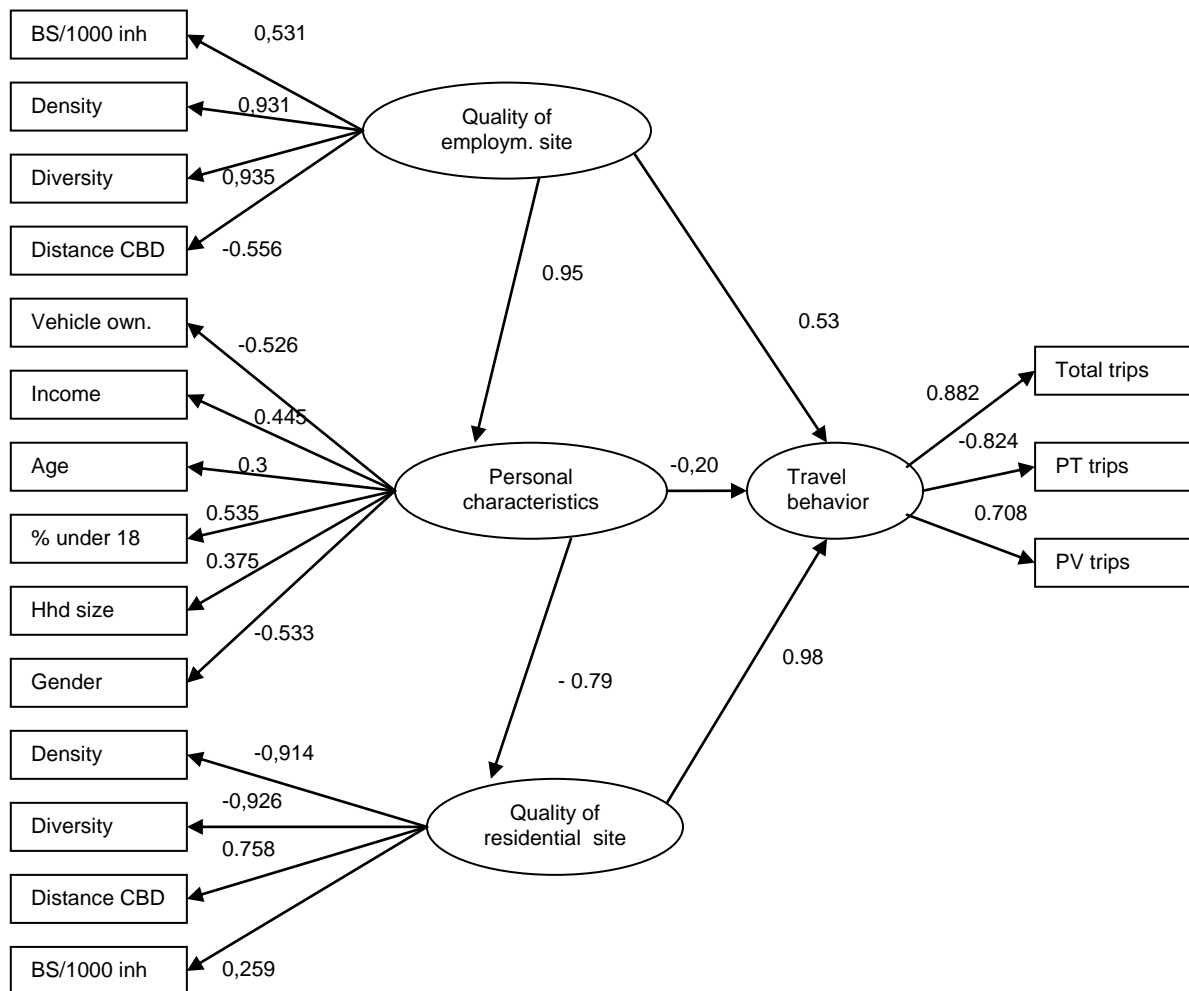 BS/1000 inh
0,531
Density
0,931
Diversity
0,935
Distance CBD
-0.556
Quality of
employm. site
0.95
0.53
Vehicle own.
-0.526
Income
0.445
Age
0.3
% under 18
0.535
Hhd size
0.375
Gender
-0.533
Personal
characteristics
-0,20
Travel
behavior
Total trips
0.882
PT trips
-0.824
PV trips
0.708
- 0.79
0.98
Density
-0,914
Diversity
-0,926
Distance CBD
0.758
BS/1000 inh
0,259
Quality of
residential site